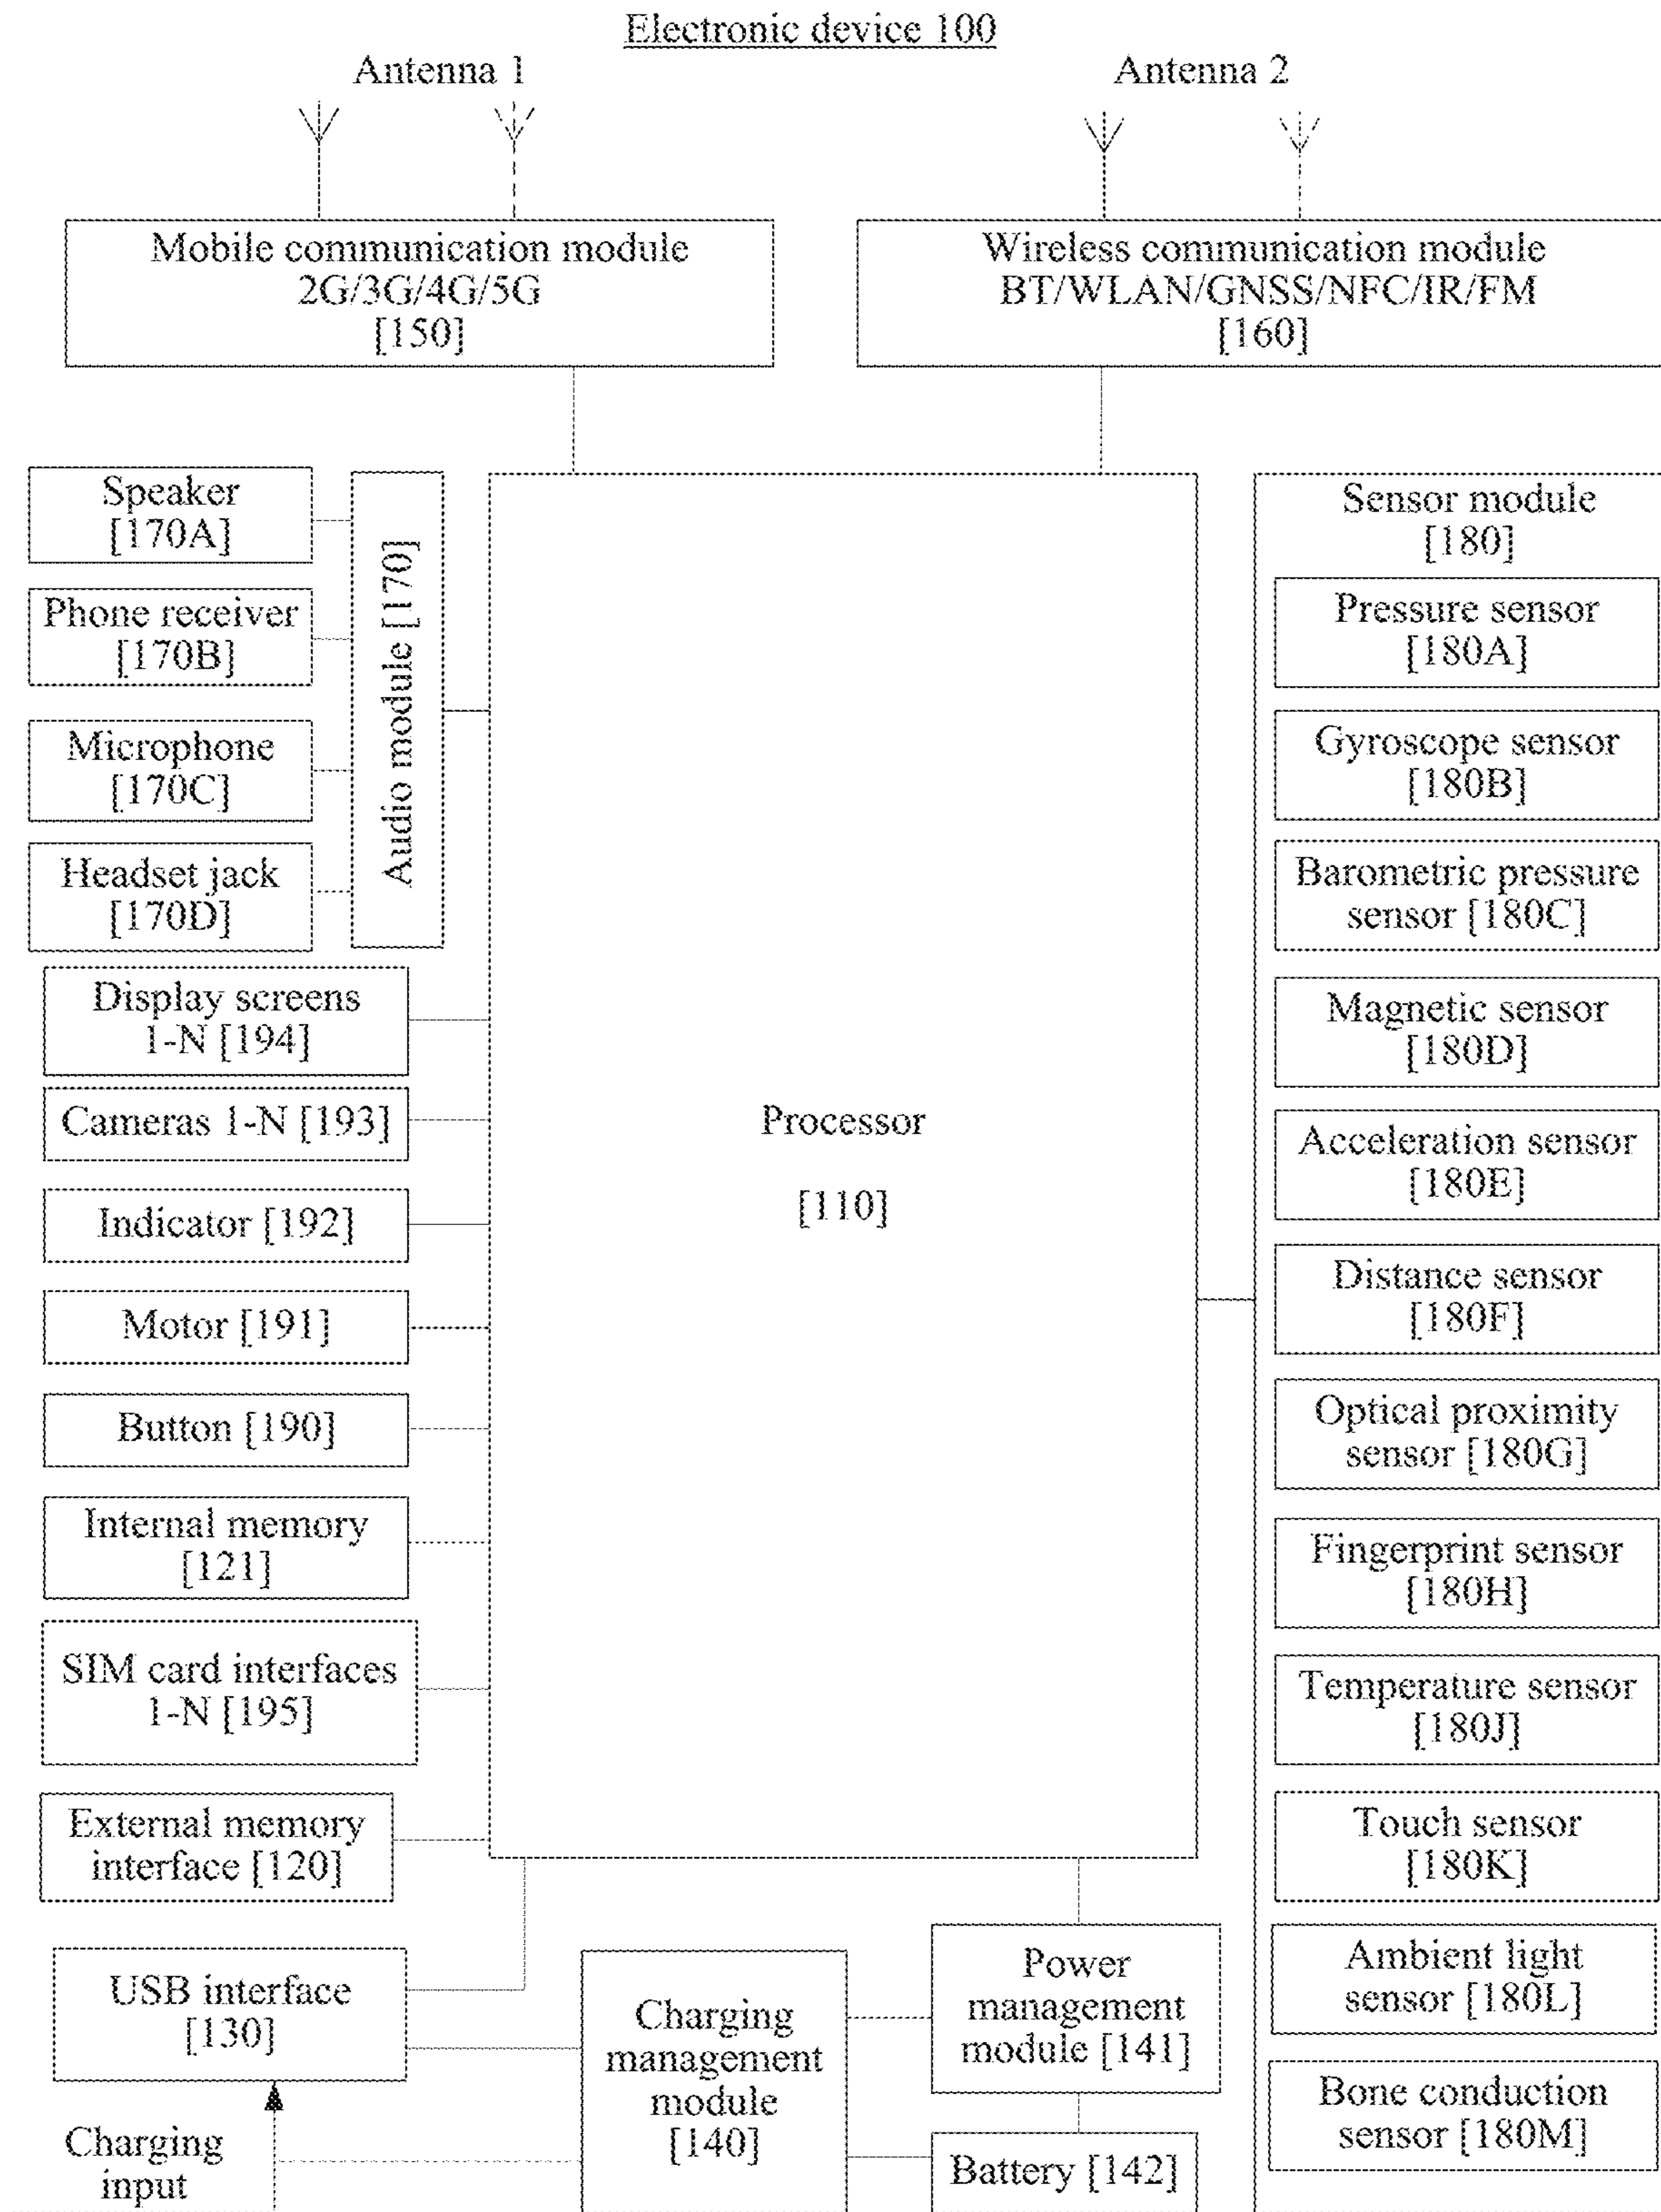 Electronic device 100
Antenna 1
Antenna 2
Mobile communication module
2G/3G/4G/5G
[150]
Wireless communication module
BT/WLAN/GNSS/NFC/IR/FM
[160]
Speaker
[170A]
Phone receiver
[170B]
Microphone
[170C]
Headset jack
[170D]
Audio module [170]
Display screens
1-N [194]
Cameras 1-N [193]
Indicator [192]
Motor [191]
Button [190]
Internal memory
[121]
SIM card interfaces
1-N [195]
External memory
interface [120]
USB interface
[130]
Charging
input
Processor
[110]
Charging
management
module
[140]
Power
management
module [141]
Battery [142]
Sensor module
[180]
Pressure sensor
[180A]
Gyroscope sensor
[180B]
Barometric pressure
sensor [180C]
Magnetic sensor
[180D]
Acceleration sensor
[180E]
Distance sensor
[180F]
Optical proximity
sensor [180G]
Fingerprint sensor
[180H]
Temperature sensor
[180J]
Touch sensor
[180K]
Ambient light
sensor [180L]
Bone conduction
sensor [180M]